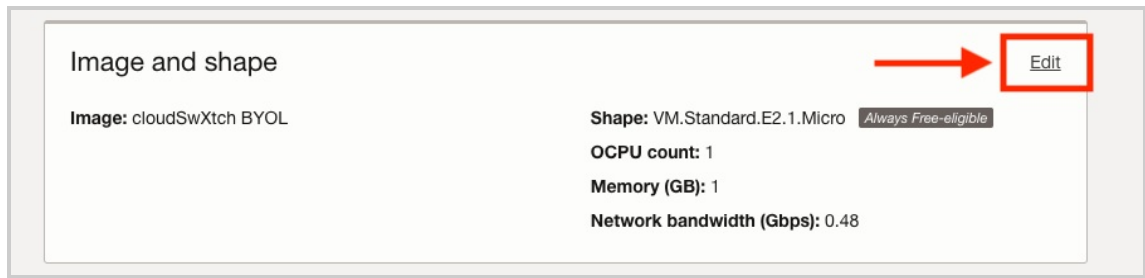 Image and shape
Edit
Image: cloudSwXtch BYOL
Shape: VM.Standard.E2.1.Micro Always Free-eligible
OCPU count: 1
Memory (GB): 1
Network bandwidth (Gbps): 0.48